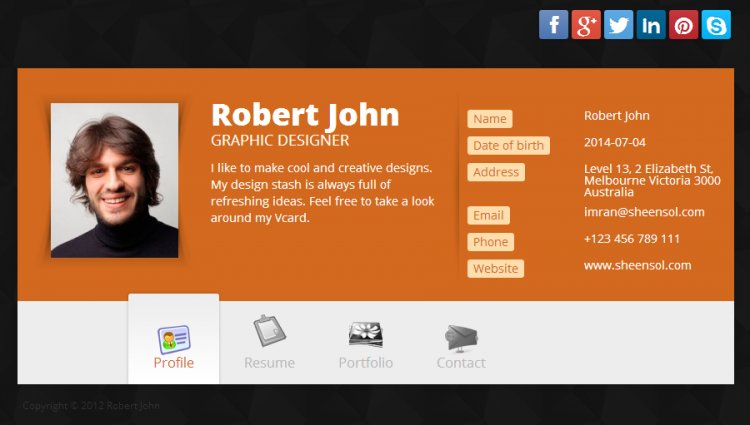 Robert John
GRAPHIC DESIGNER
I like to make cool and creative designs.
My design stash is always full of
refreshing ideas. Feel free to take a look
around my Vcard.
Name Robert John
Date of birth 2014-07-04
Address Level 13, 2 Elizabeth St,
Melbourne Victoria 3000
Australia
Email imran@sheensol.com
Phone +123 456 789 111
Website www.sheensol.com
Profile Resume Portfolio Contact
Copyright © 2012 Robert John